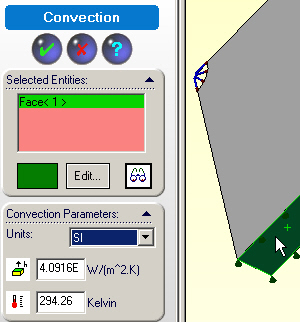 Convection
Selected Entities:
Face< 1 >
Edit...
Convection Parameters:
Units: SI
4.0916E W/(m^2.K)
294.26 Kelvin